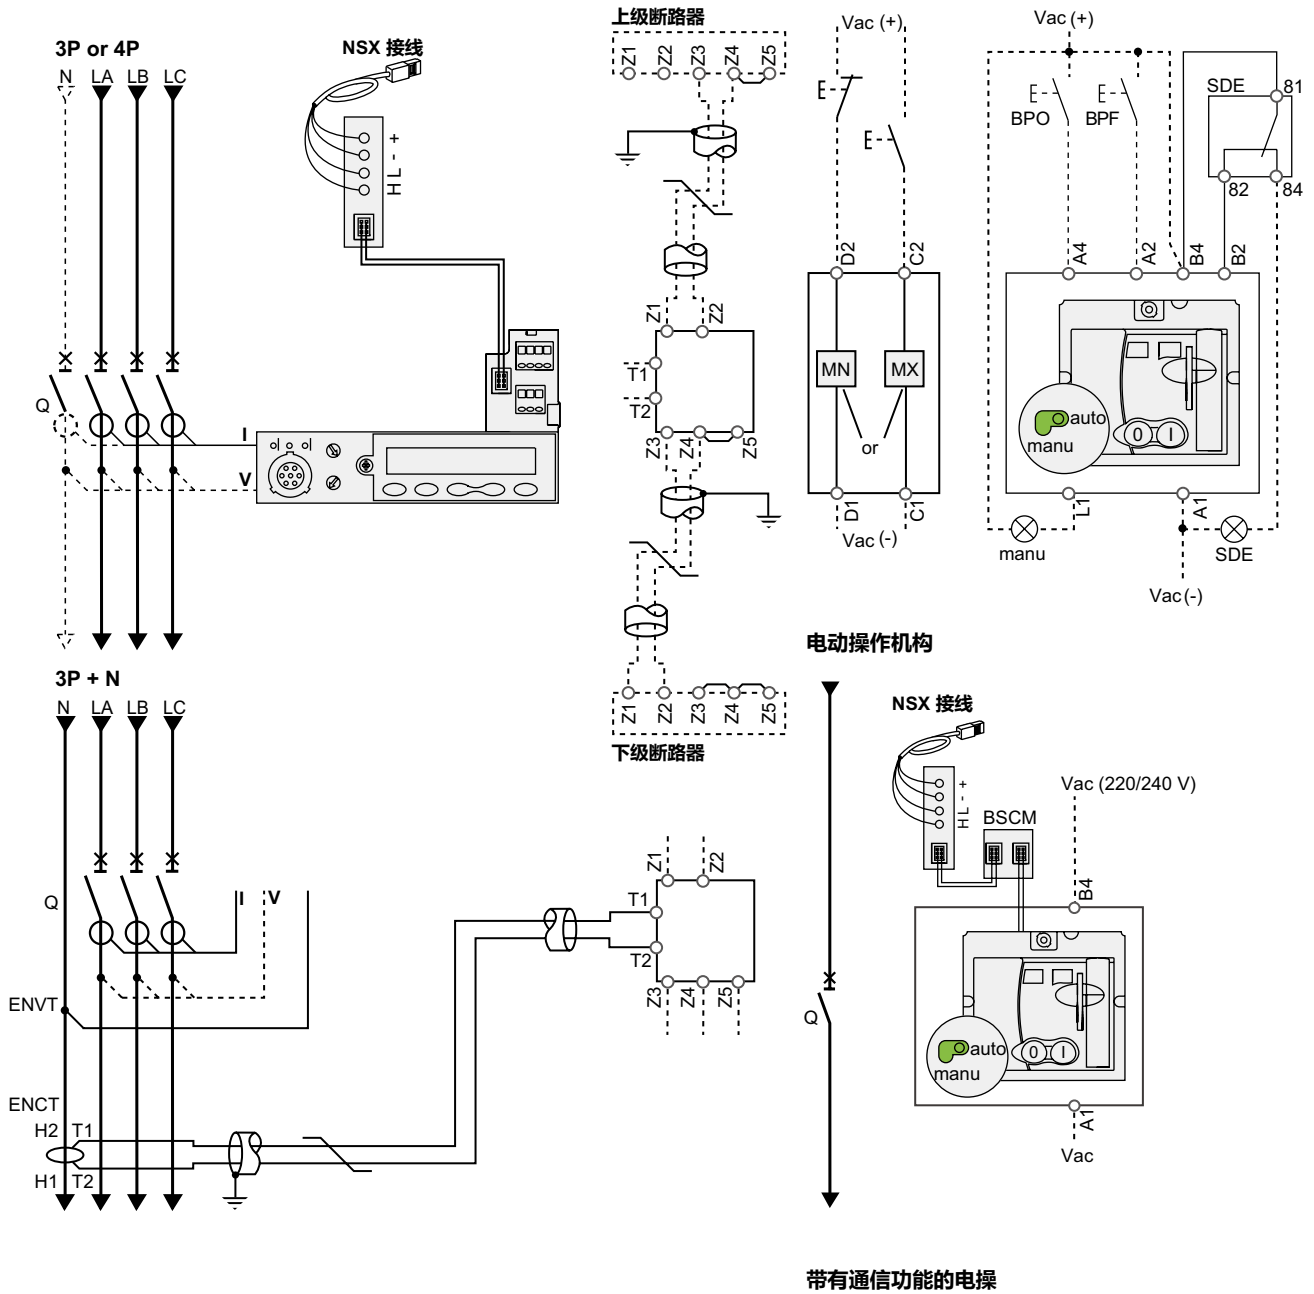 3P or 4P
N LA LB LC
NSX 接线
H L - +
Q
I
V
上级断路器
Z1 Z2 Z3 Z4 Z5
Z1 Z2
T1
T2
Z3 Z4 Z5
Z1 Z2 Z3 Z4 Z5
下级断路器
Vac (+)
D2 C2
MN MX
or
D1 C1
Vac (-)
Vac (+)
BPO BPF
SDE 81
82 84
A4 A2 B4 B2
auto
manu
0 I
L1 A1
manu SDE
Vac (-)
电动操作机构
3P + N
N LA LB LC
Q
I V
ENVT
ENCT
H2 T1
H1 T2
Z1 Z2
T1
T2
Z3 Z4 Z5
Q
NSX 接线
H L - +
BSCM
Vac (220/240 V)
B4
auto
manu
0 I
A1
Vac
带有通信功能的电操